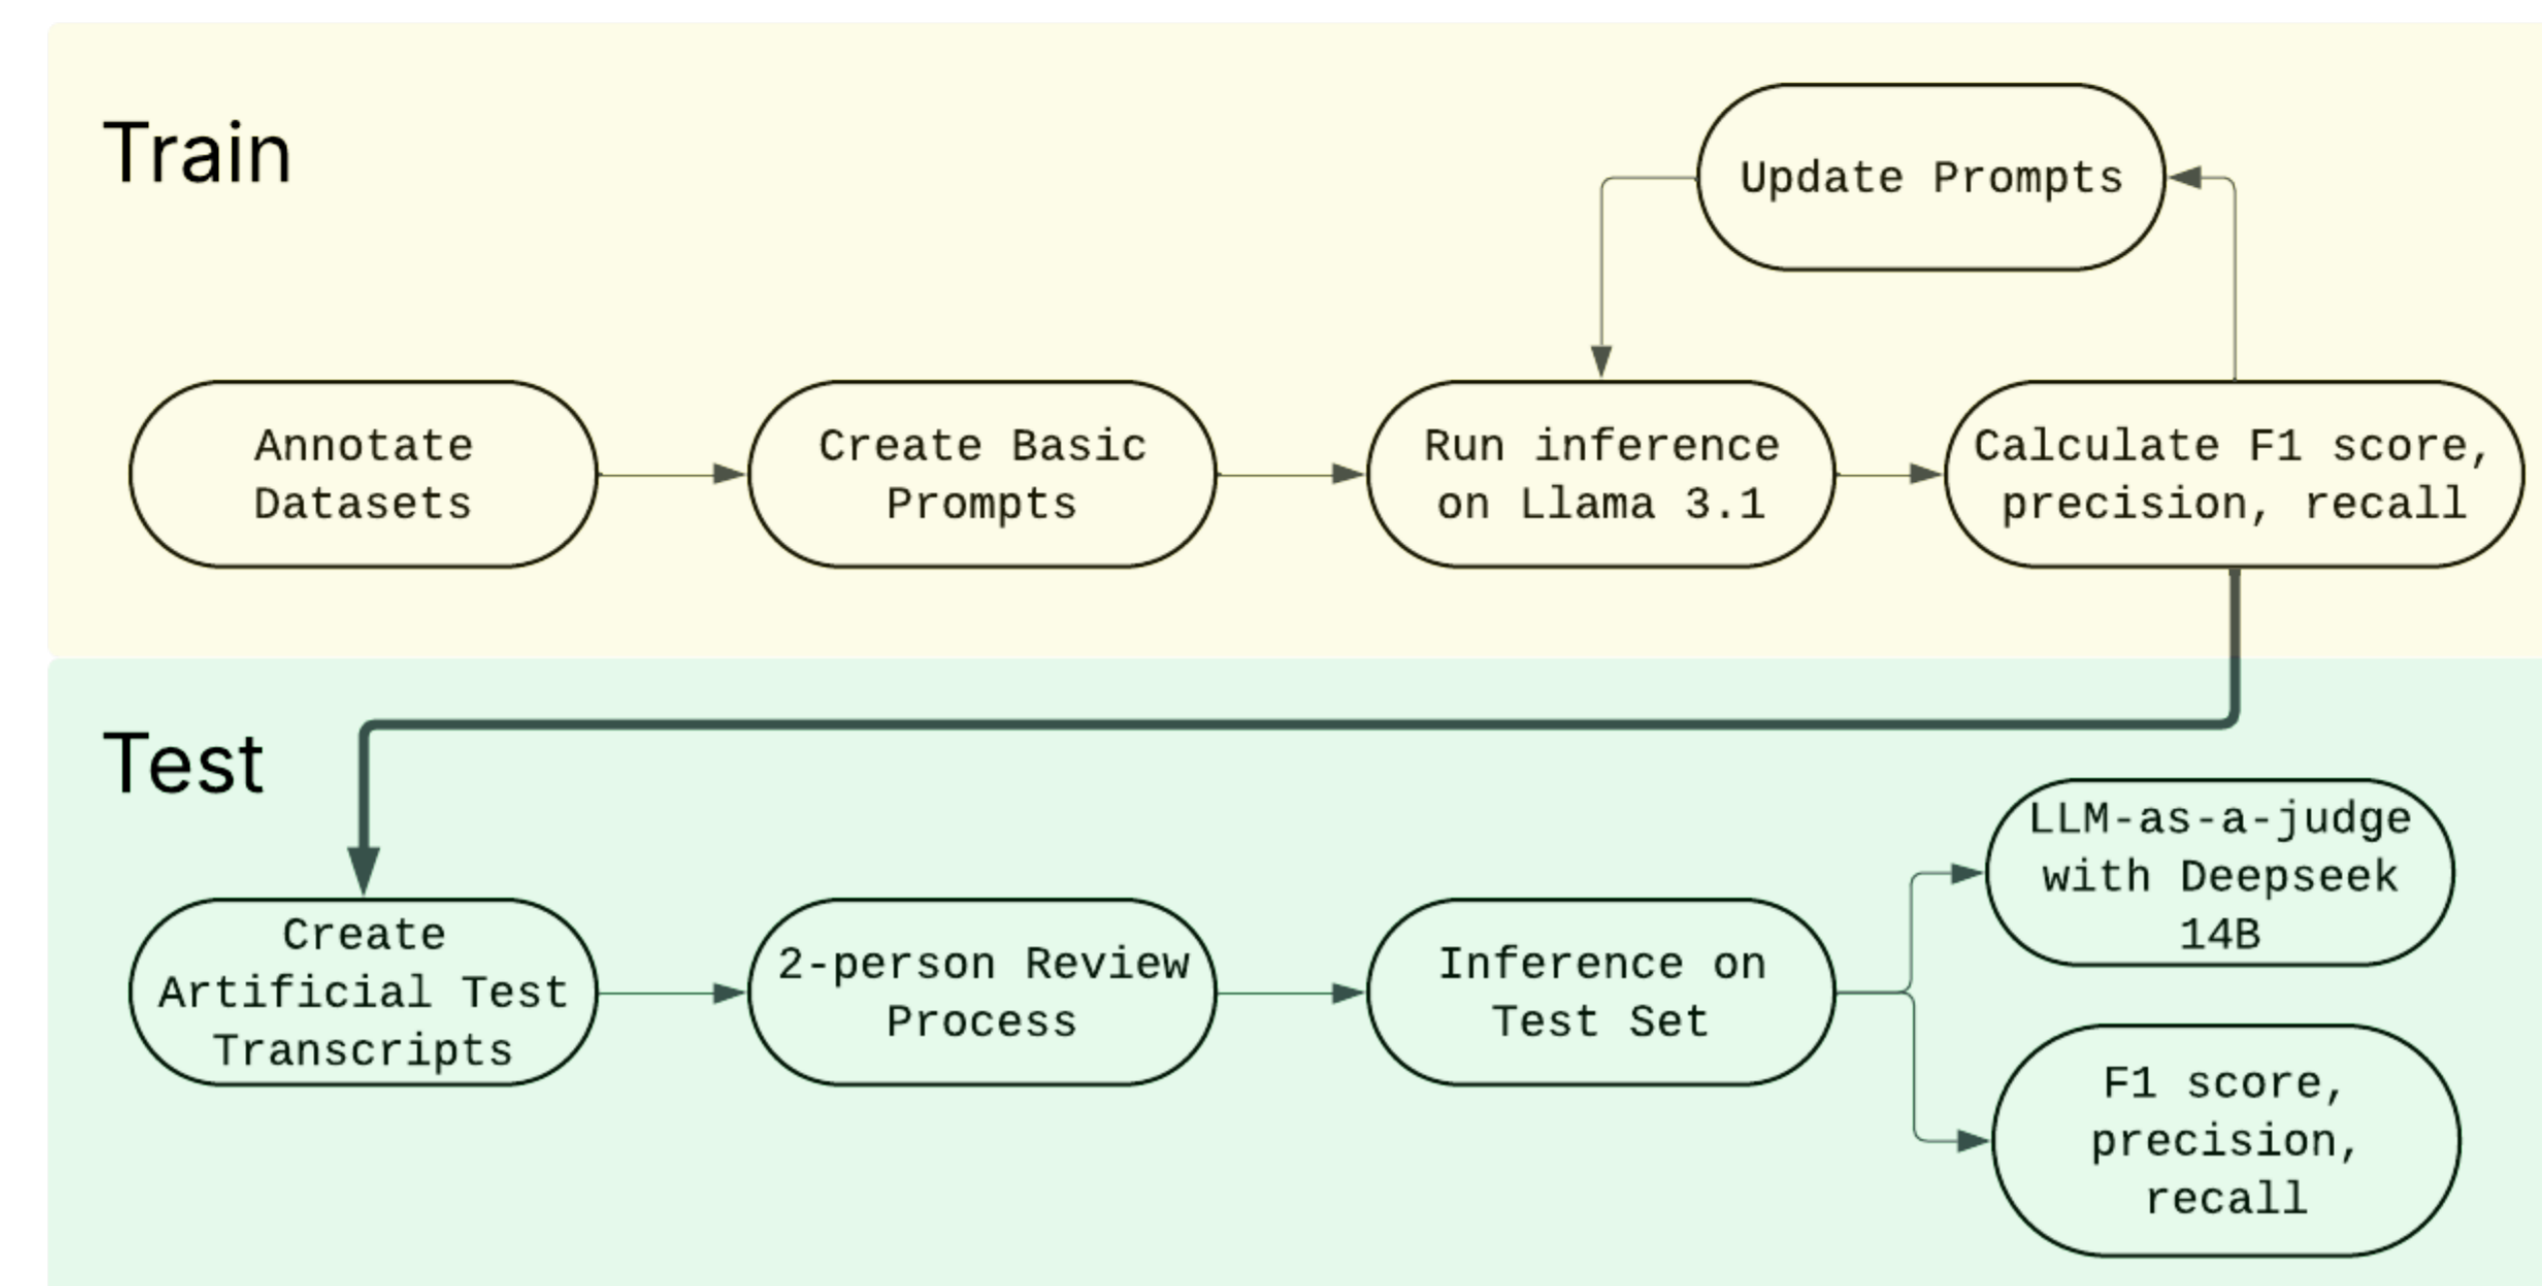 Train
Update Prompts
Annotate
Datasets
Create Basic
Prompts
Run inference
on Llama 3.1
Calculate F1 score,
precision, recall
Test
Create
Artificial Test
Transcripts
2-person Review
Process
Inference on
Test Set
LLM-as-a-judge
with Deepseek
14B
F1 score,
precision,
recall